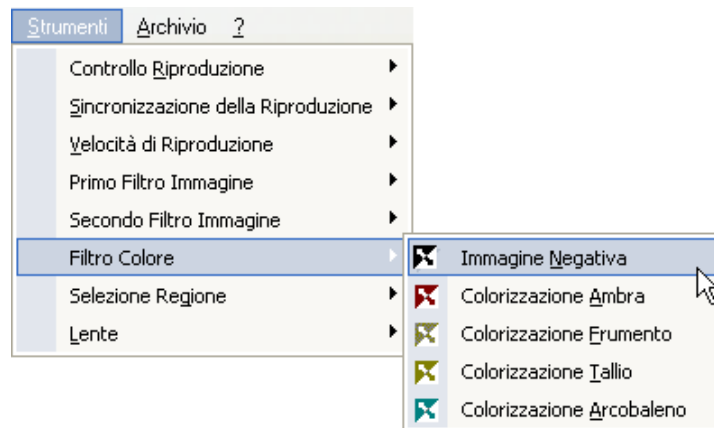 Strumenti Archivio ?
Controllo Riproduzione
Sincronizzazione della Riproduzione
Velocità di Riproduzione
Primo Filtro Immagine
Secondo Filtro Immagine
Filtro Colore
Immagine Negativa
Selezione Regione
Colorizzazione Ambra
Lente
Colorizzazione Frumento
Colorizzazione Tallio
Colorizzazione Arcobaleno